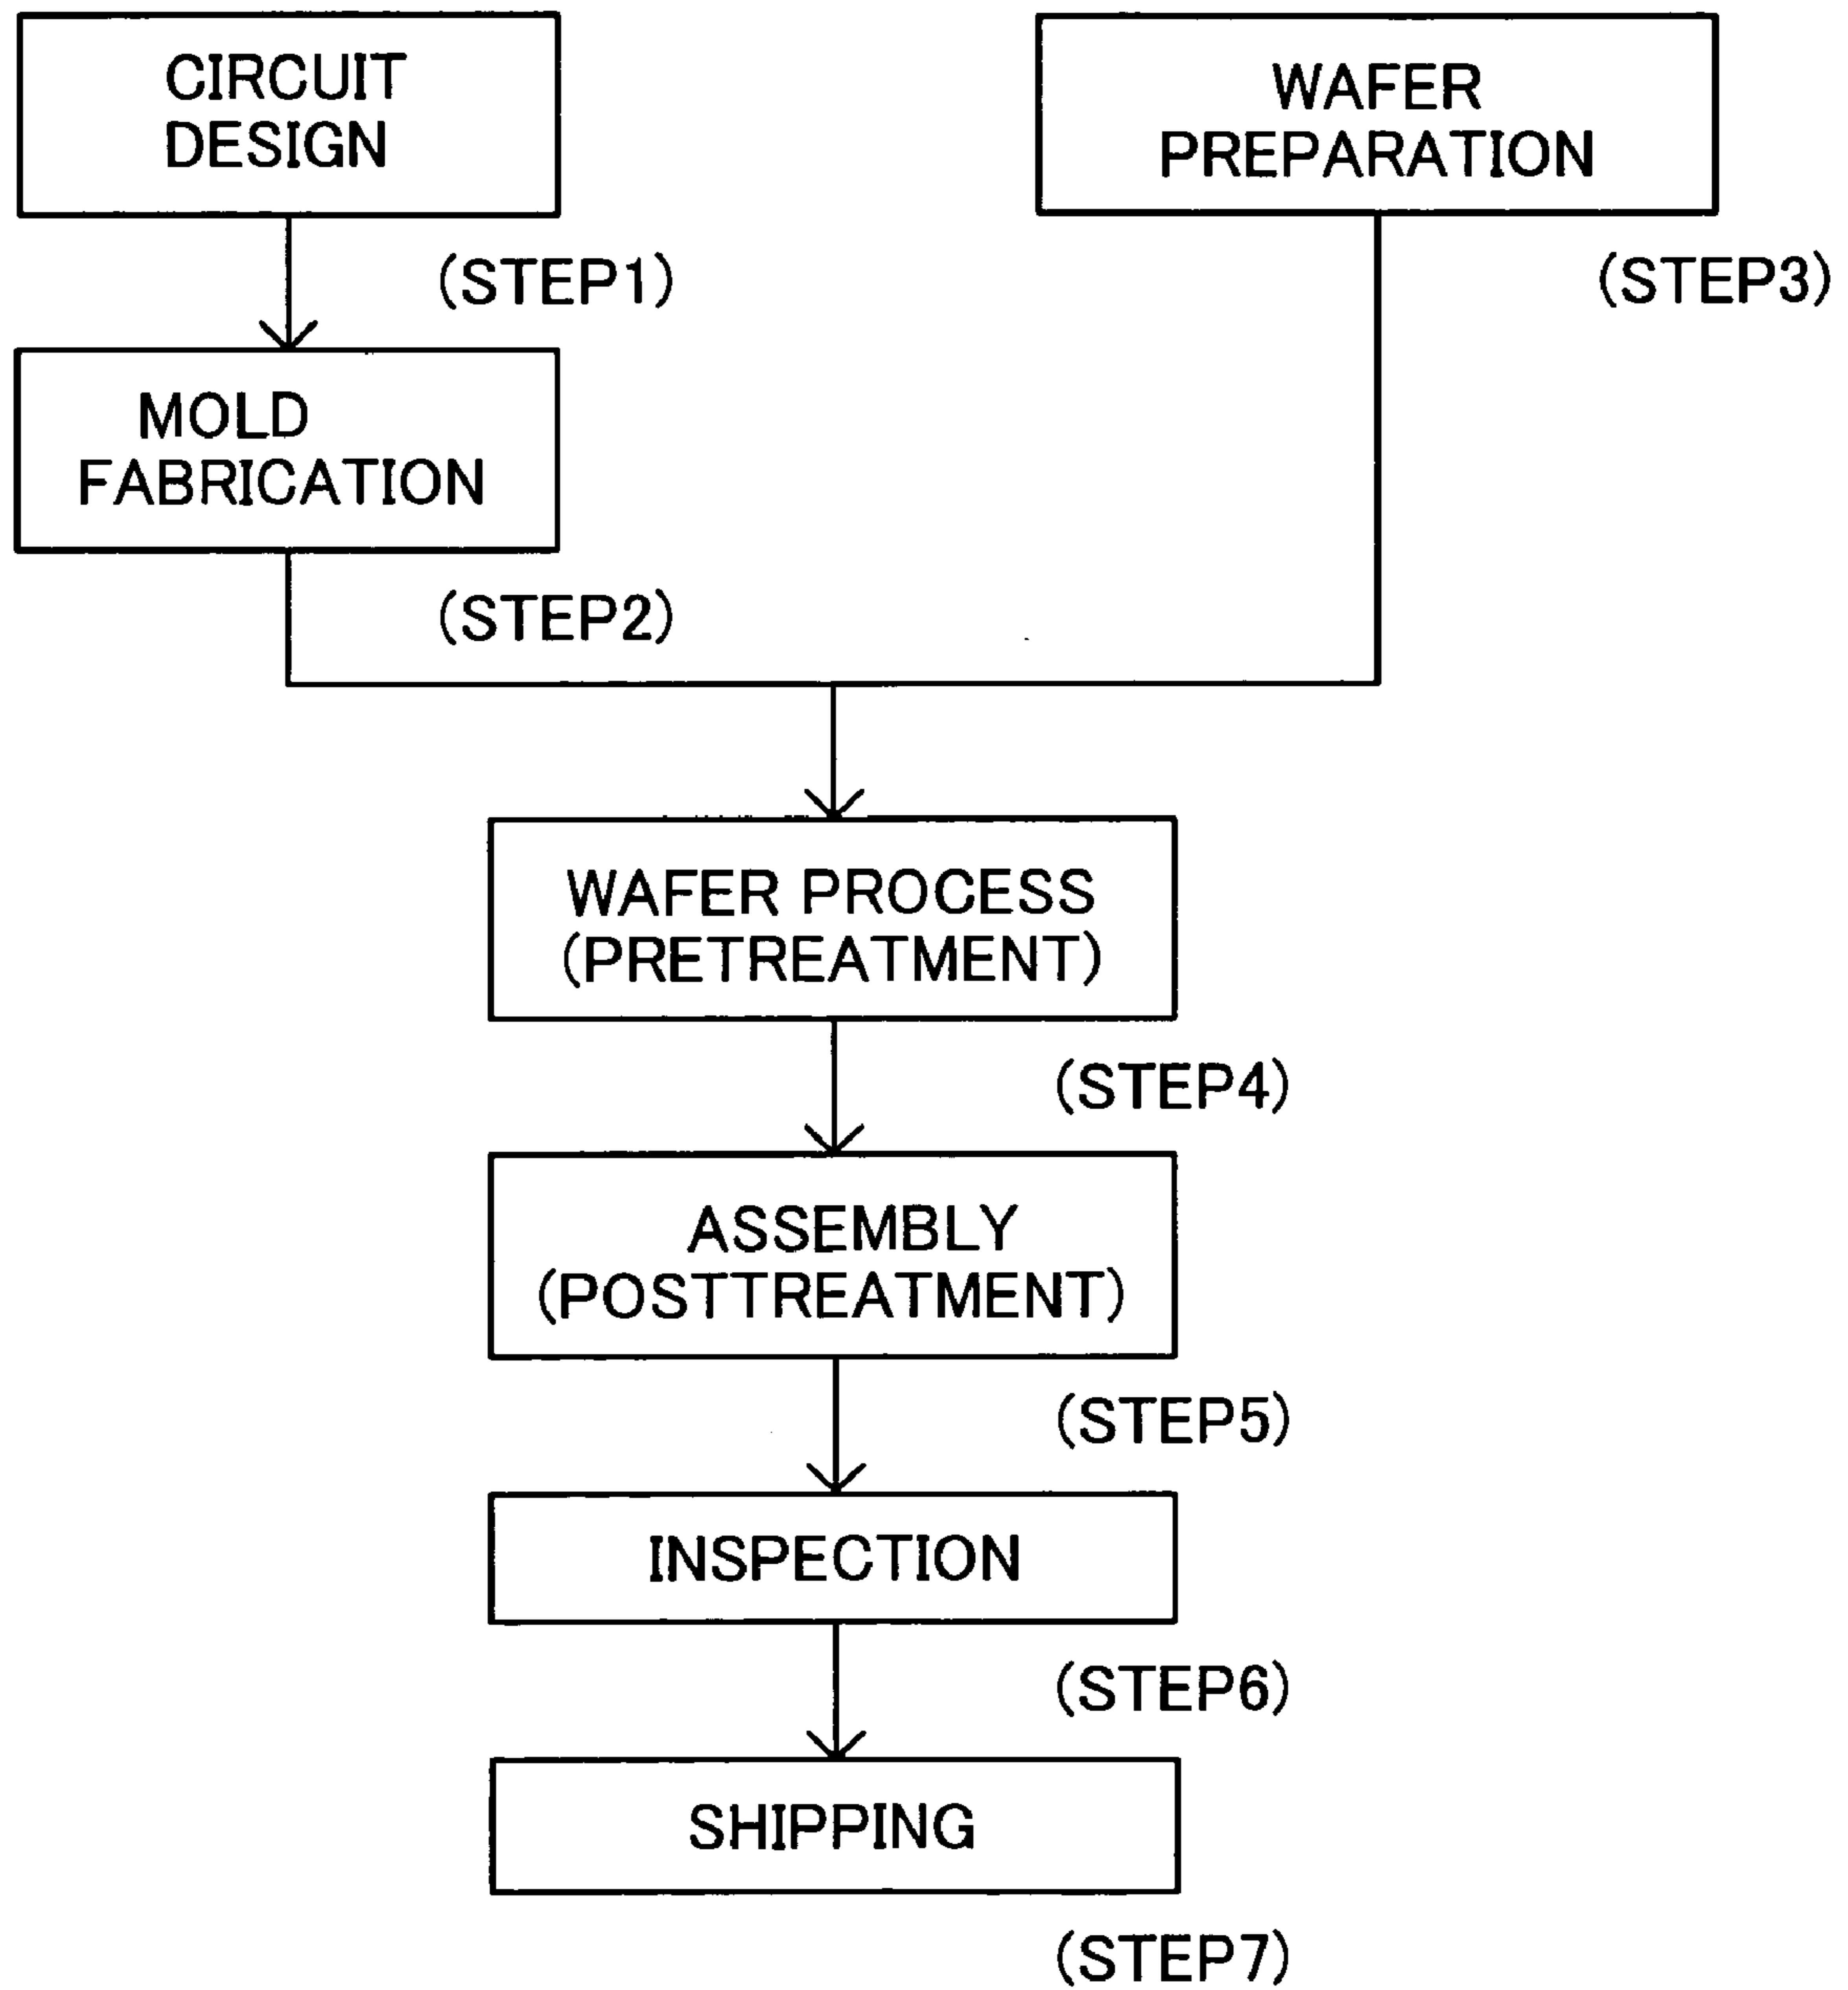 CIRCUIT
DESIGN
(STEP1)
MOLD
FABRICATION
(STEP2)
WAFER
PREPARATION
(STEP3)
WAFER PROCESS
(PRETREATMENT)
(STEP4)
ASSEMBLY
(POSTTREATMENT)
(STEP5)
INSPECTION
(STEP6)
SHIPPING
(STEP7)